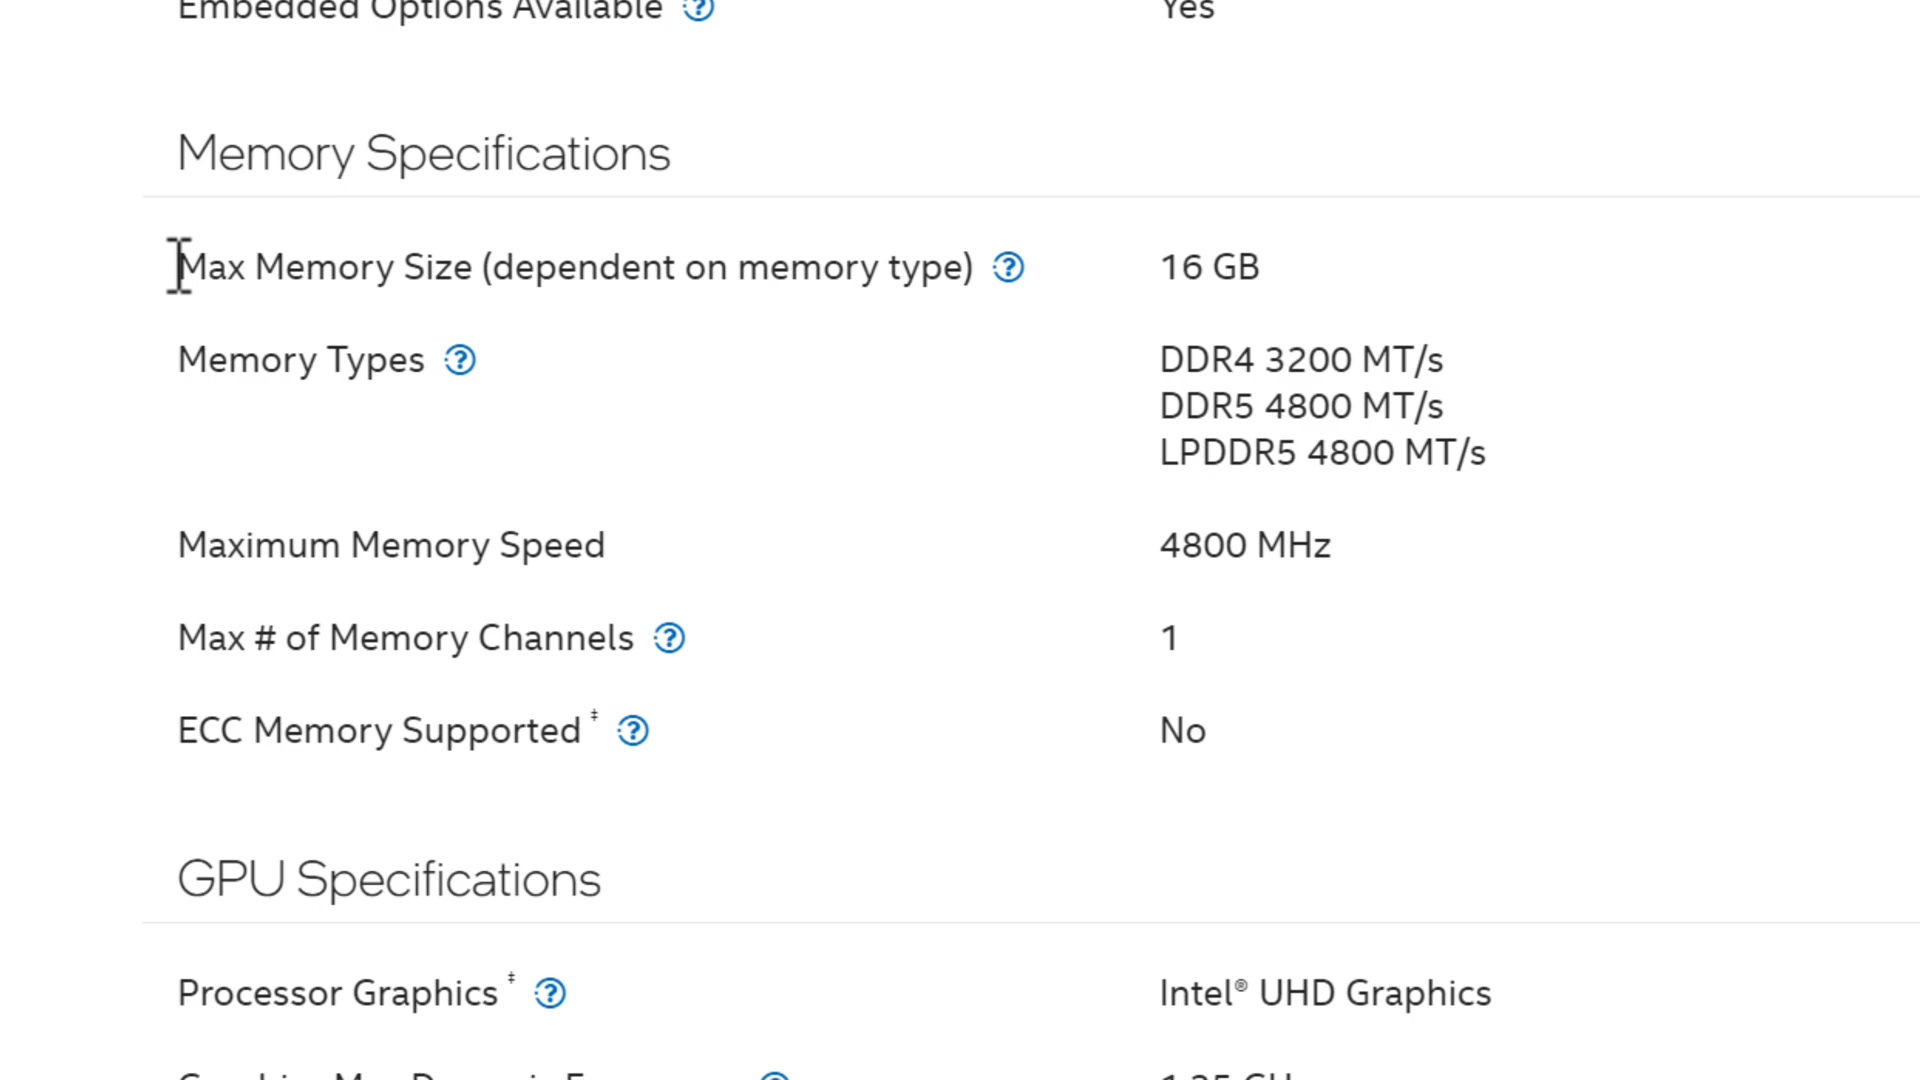 Embedded Options Available Yes
Memory Specifications
Max Memory Size (dependent on memory type) 16 GB
Memory Types DDR4 3200 MT/s
DDR5 4800 MT/s
LPDDR5 4800 MT/s
Maximum Memory Speed 4800 MHz
Max # of Memory Channels 1
ECC Memory Supported ‡ No
GPU Specifications
Processor Graphics ‡ Intel® UHD Graphics